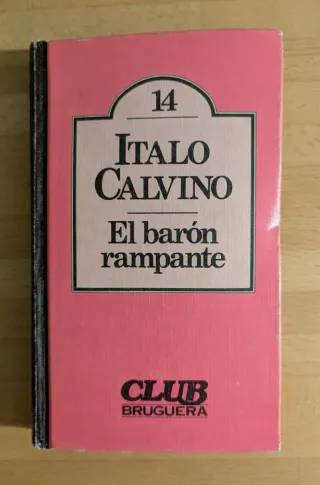 14
ITALO
CALVINO
El barón
rampante
CLUB
BRUGUERA